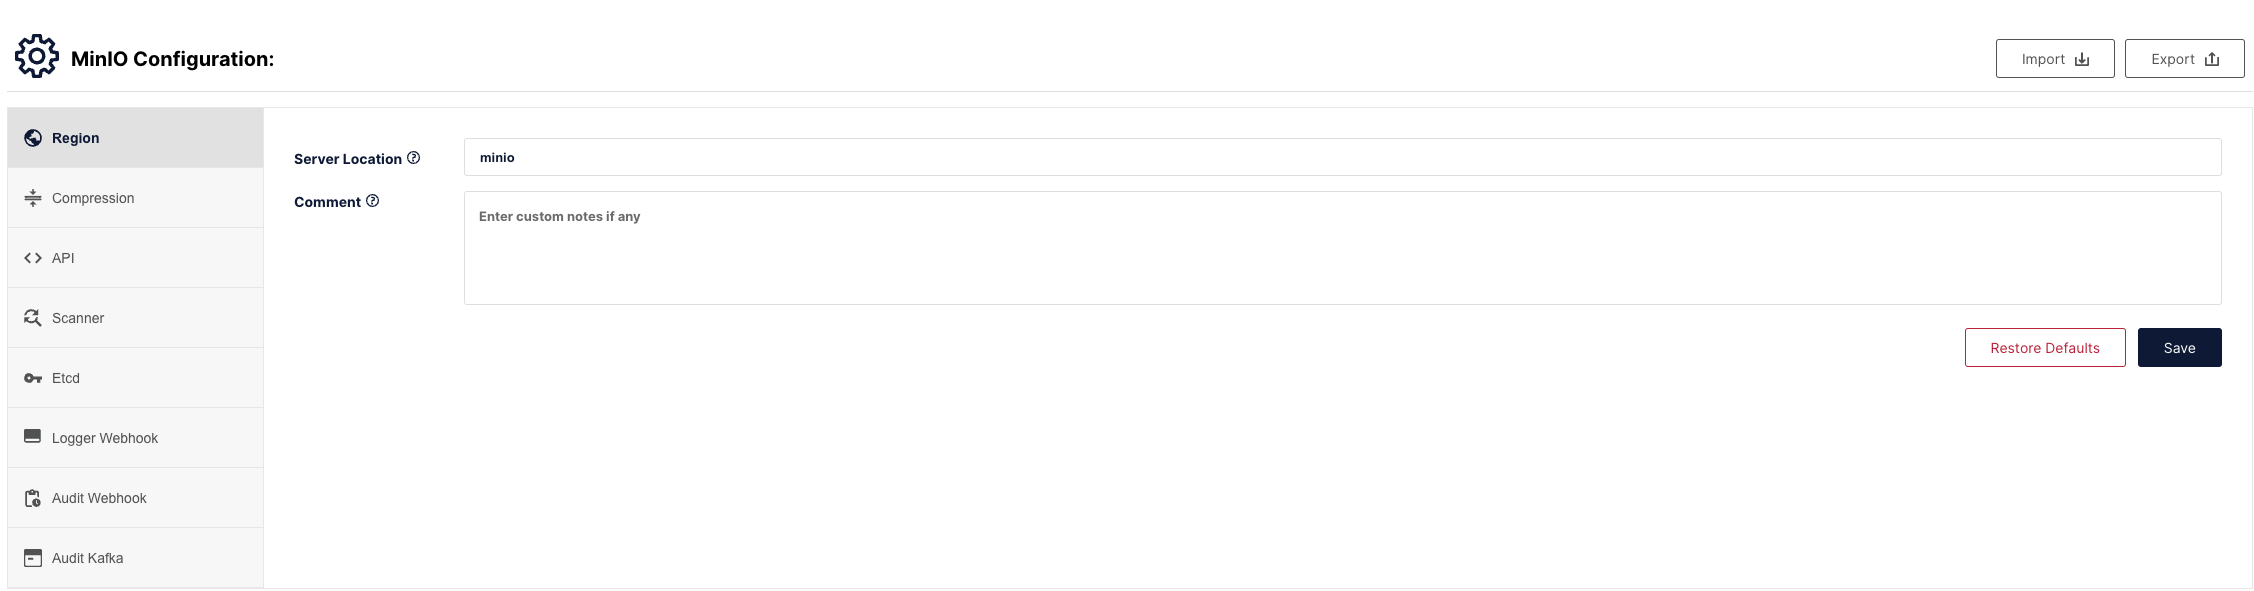 MinIO Configuration:
Import
Export
Region
Compression
API
Scanner
Etcd
Logger Webhook
Audit Webhook
Audit Kafka
Server Location
minio
Comment
Enter custom notes if any
Restore Defaults
Save